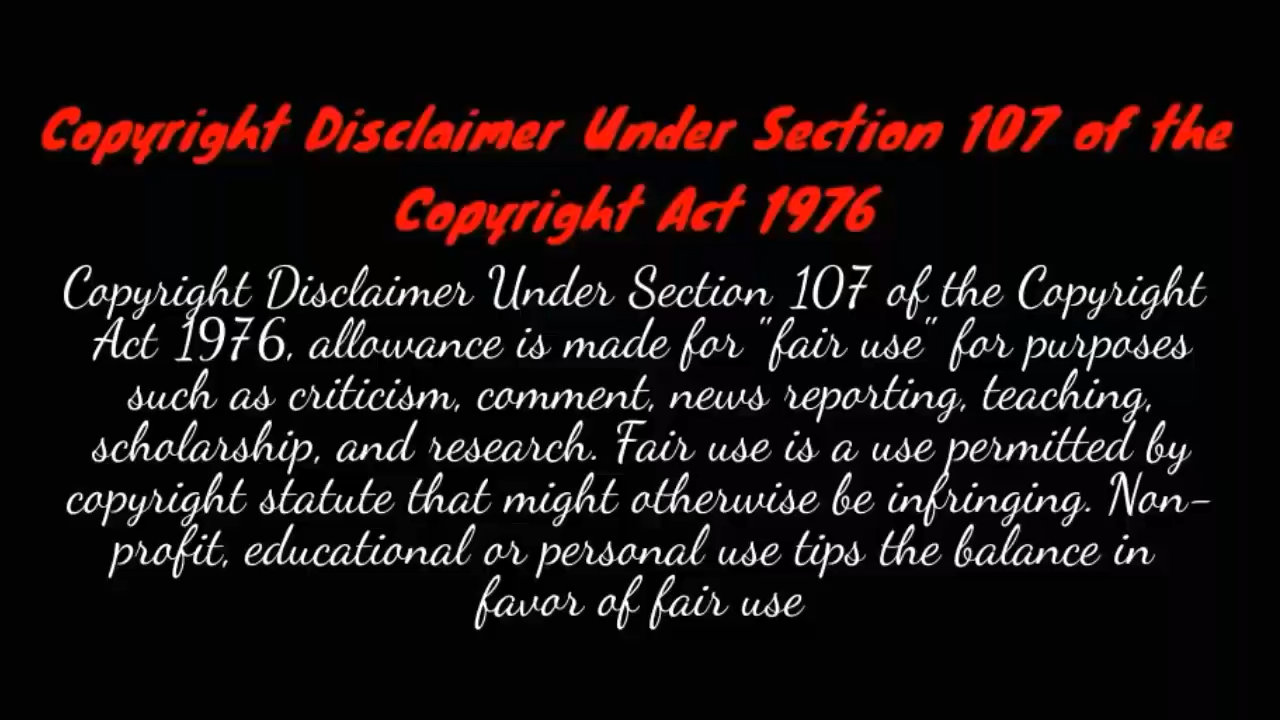 Copyright Disclaimer Under Section 107 of the
Copyright Act 1976
Copyright Disclaimer Under Section 107 of the Copyright
Act 1976, allowance is made for "fair use" for purposes
such as criticism, comment, news reporting, teaching,
scholarship, and research. Fair use is a use permitted by
copyright statute that might otherwise be infringing. Non-
profit, educational or personal use tips the balance in
favor of fair use